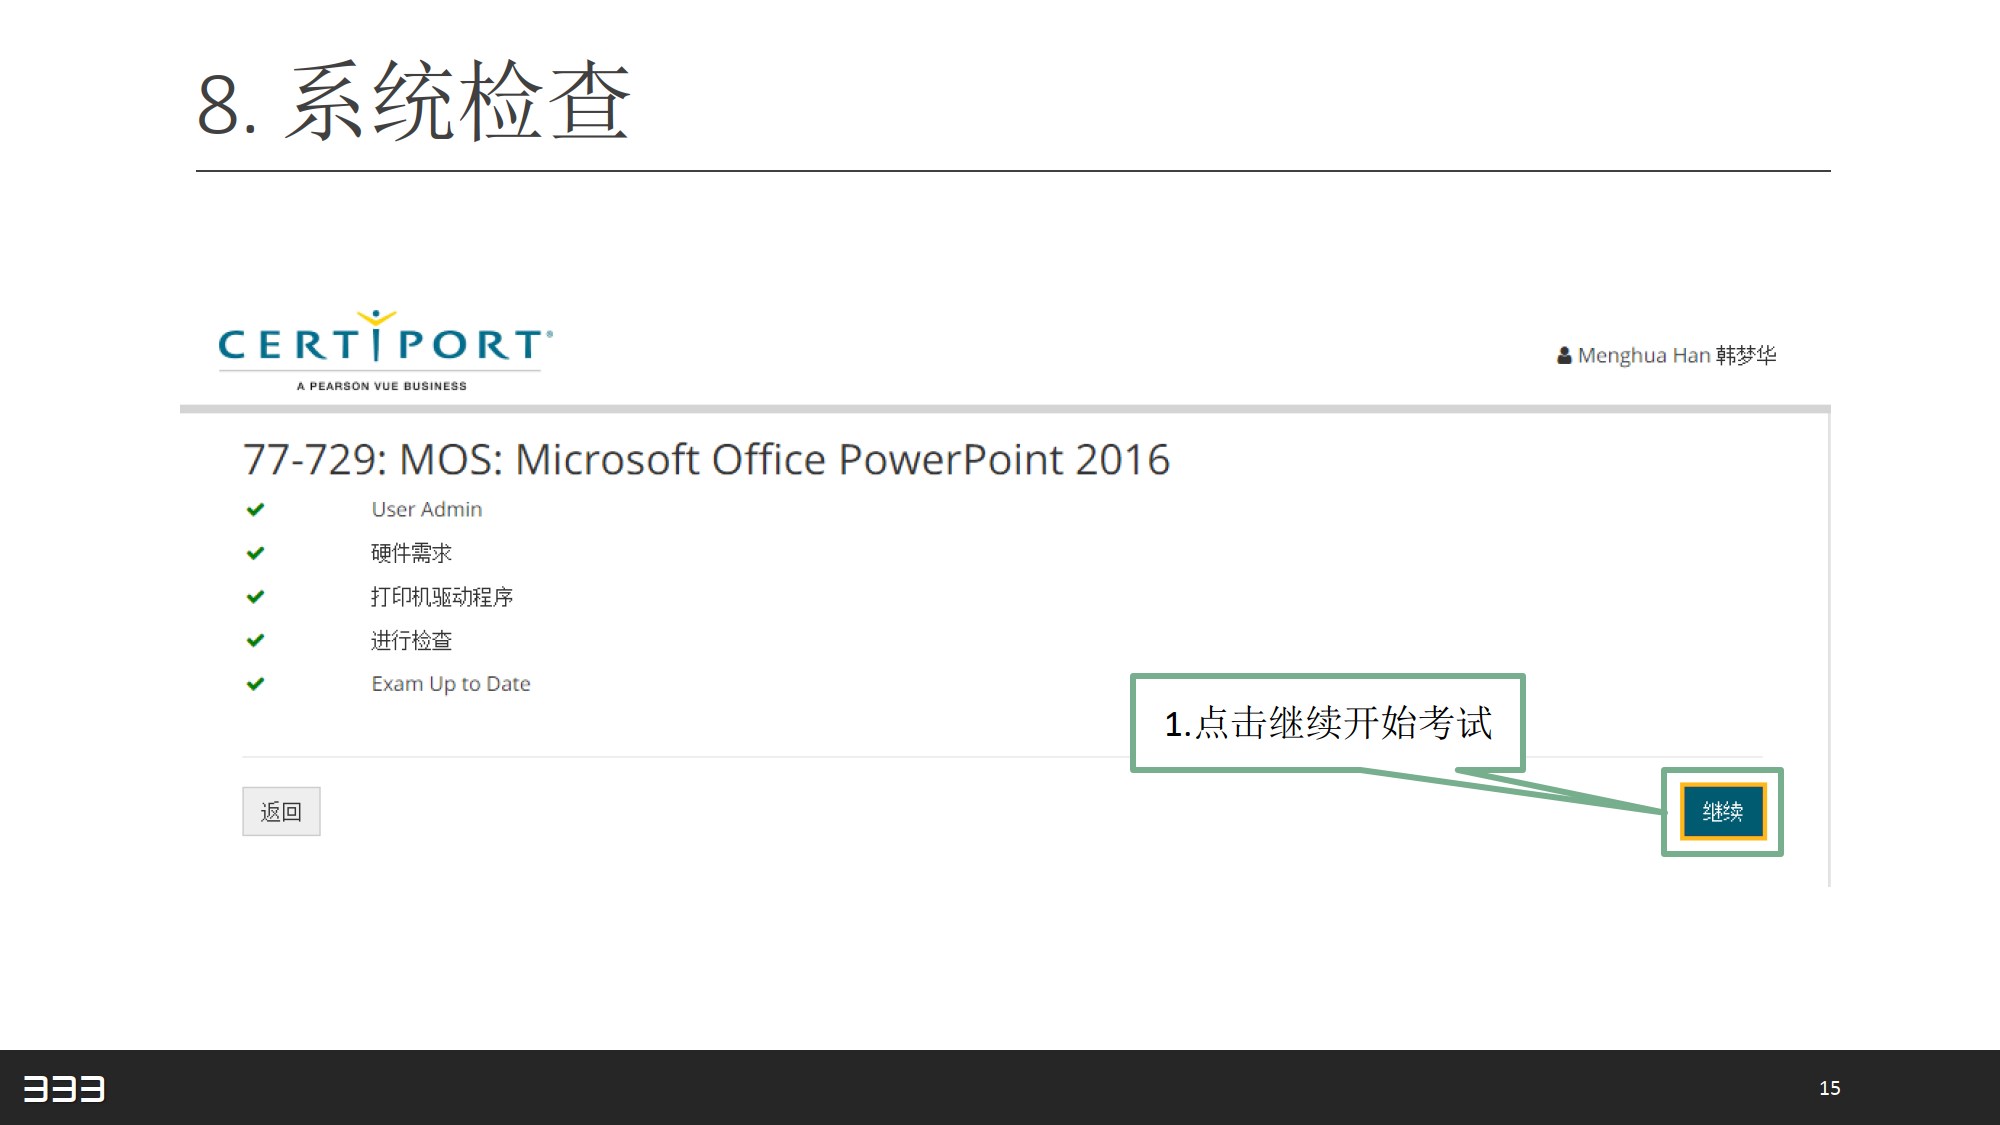 8. 系统检查
CERTIPORT®
A PEARSON VUE BUSINESS
Menghua Han 韩梦华
77-729: MOS: Microsoft Office PowerPoint 2016
User Admin
硬件需求
打印机驱动程序
进行检查
Exam Up to Date
1.点击继续开始考试
返回
继续
333
15